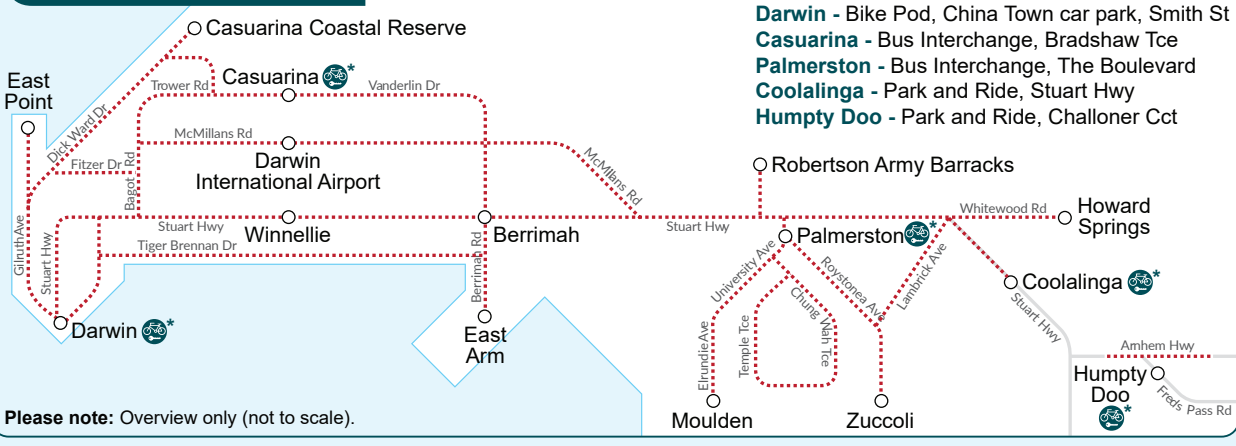 Darwin - Bike Pod, China Town car park, Smith St
Casuarina - Bus Interchange, Bradshaw Tce
Palmerston - Bus Interchange, The Boulevard
Coolalinga - Park and Ride, Stuart Hwy
Humpty Doo - Park and Ride, Challoner Cct
Casuarina Coastal Reserve
East
Point
Casuarina *
Trower Rd
Vanderlin Dr
Dick Ward Dr
McMillans Rd
Fitzer Dr
Bagot Rd
Darwin
International Airport
McMillans Rd
Robertson Army Barracks
Gilruth Ave
Stuart Hwy
Stuart Hwy
Winnellie
Tiger Brennan Dr
Berrimah
Berrimah Rd
Stuart Hwy
Palmerston *
Whitewood Rd
Howard
Springs
University Ave
Roystonea Ave
Lambrick Ave
Coolalinga *
Stuart Hwy
Chung Wah Tce
Temple Tce
Elrundie Ave
Darwin *
East
Arm
Arnhem Hwy
Humpty
Doo
*
Freds Pass Rd
Moulden
Zuccoli
Please note: Overview only (not to scale).